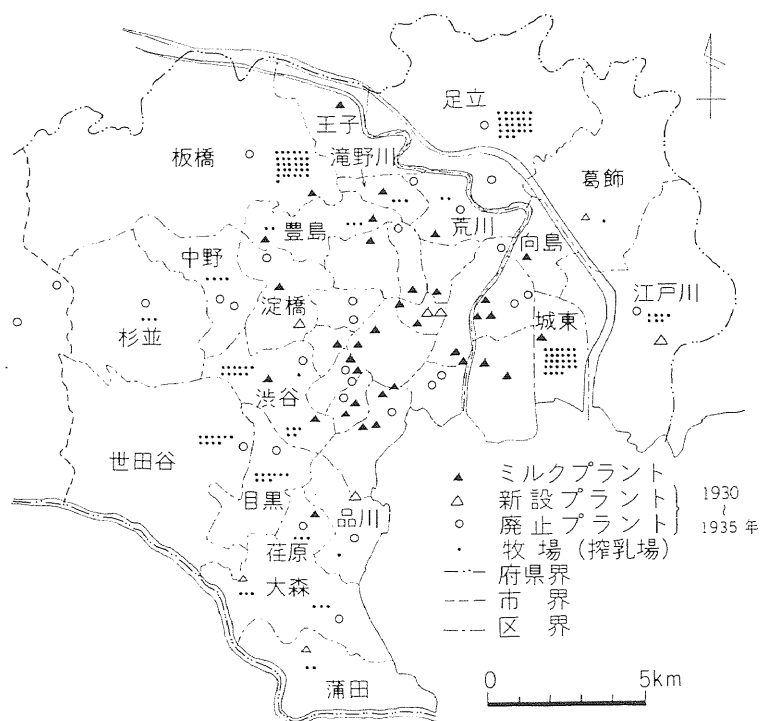 足立
王子
板橋
滝野川
葛飾
豊島
荒川
中野
向島
淀橋
江戸川
城東
杉並
渋谷
世田谷
目黒
品川
荏原
大森
蒲田
ミルクプラント
新設プラント
廃止プラント
1930
~
1935年
牧場(搾乳場)
府県界
市界
区界
0 5km